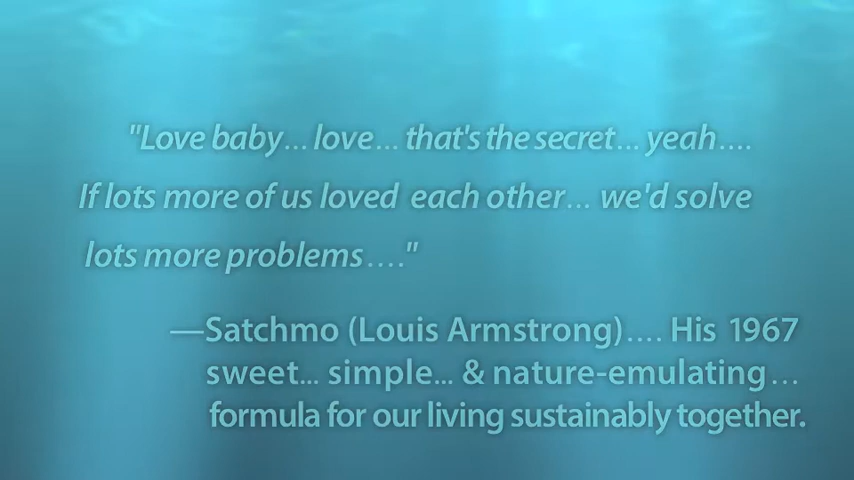 "Love baby... love... that's the secret... yeah....
If lots more of us loved each other... we'd solve
lots more problems...."
—Satchmo (Louis Armstrong).... His 1967
sweet... simple... & nature-emulating...
formula for our living sustainably together.